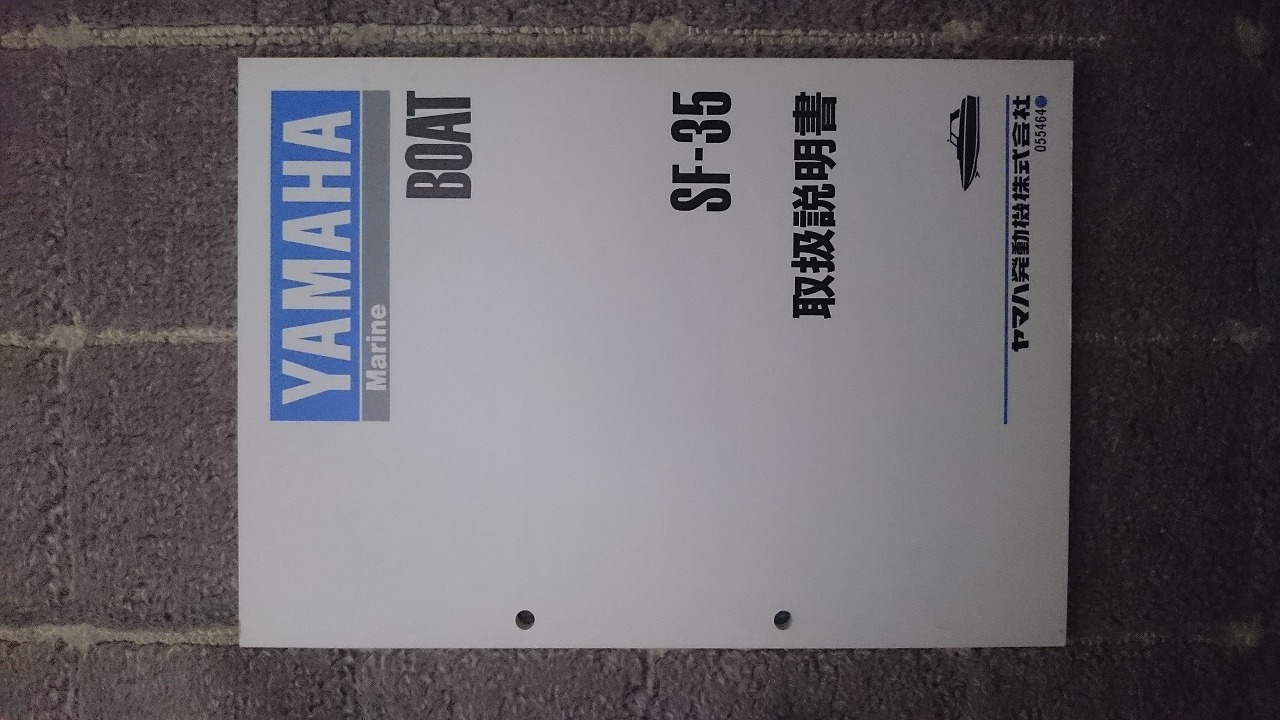 YAMAHA
Marine
BOAT
SF-35
取扱説明書
ヤマハ発動機株式会社
055464